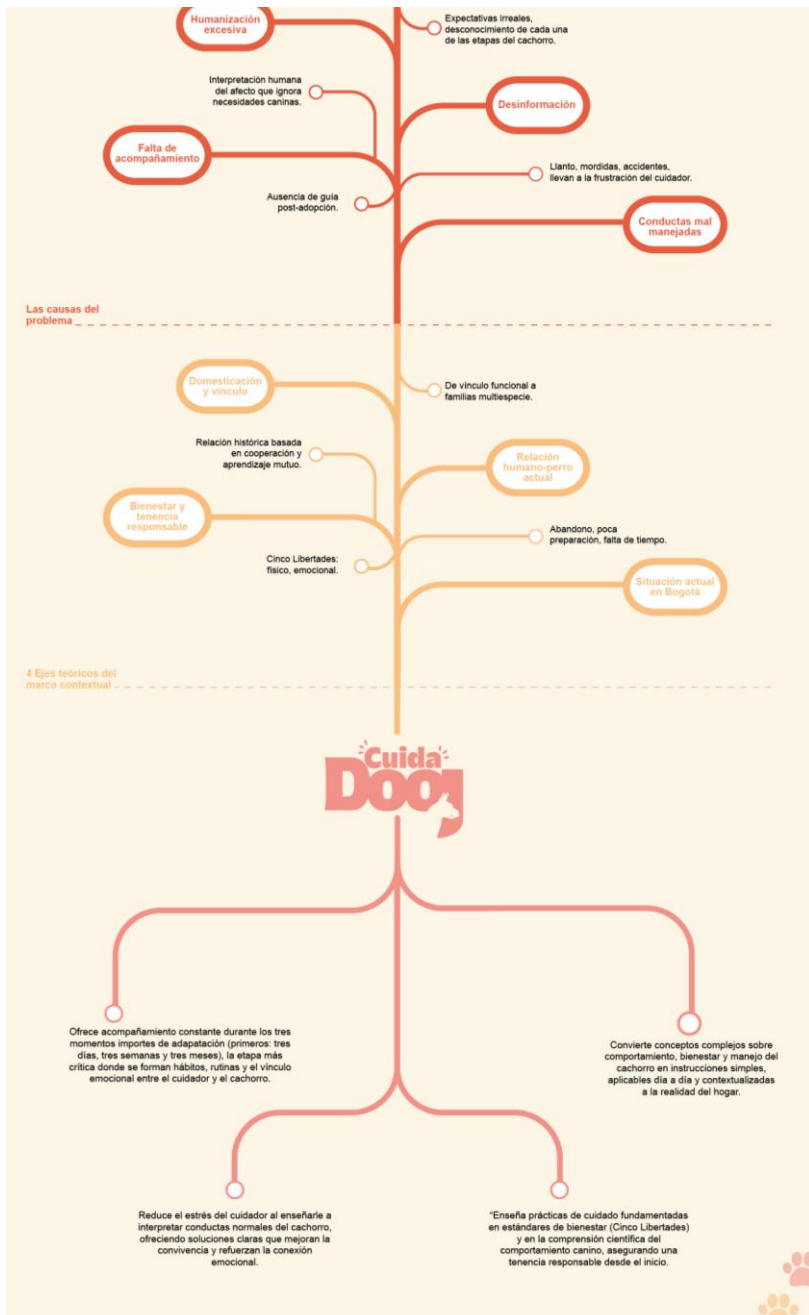 Humanización
excesiva
Expectativas irreales,
desconocimiento de cada una
de las etapas del cachorro.
Interpretación humana
del afecto que ignora
necesidades caninas.
Desinformación
Falta de
acompañamiento
Llanto, mordidas, accidentes,
llevan a la frustración del cuidador.
Ausencia de guía
post-adopción.
Conductas mal
manejadas
Las causas del
problema
Domesticación
y vínculo
De vínculo funcional a
familias multiespecie.
Relación histórica basada
en cooperación y
aprendizaje mutuo.
Relación
humano-perro
actual
Bienestar y
tenencia
responsable
Abandono, poca
preparación, falta de tiempo.
Cinco Libertades:
físico, emocional.
Situación actual
en Bogotá
4 Ejes teóricos del
marco contextual
Cuida
Doog
Ofrece acompañamiento constante durante los tres
momentos importes de adapatación (primeros: tres
días, tres semanas y tres meses), la etapa más
crítica donde se forman hábitos, rutinas y el vínculo
emocional entre el cuidador y el cachorro.
Convierte conceptos complejos sobre
comportamiento, bienestar y manejo del
cachorro en instrucciones simples,
aplicables día a día y contextualizadas
a la realidad del hogar.
Reduce el estrés del cuidador al enseñarle a
interpretar conductas normales del cachorro,
ofreciendo soluciones claras que mejoran la
convivencia y refuerzan la conexión
emocional.
"Enseña prácticas de cuidado fundamentadas
en estándares de bienestar (Cinco Libertades)
y en la comprensión científica del
comportamiento canino, asegurando una
tenencia responsable desde el inicio.